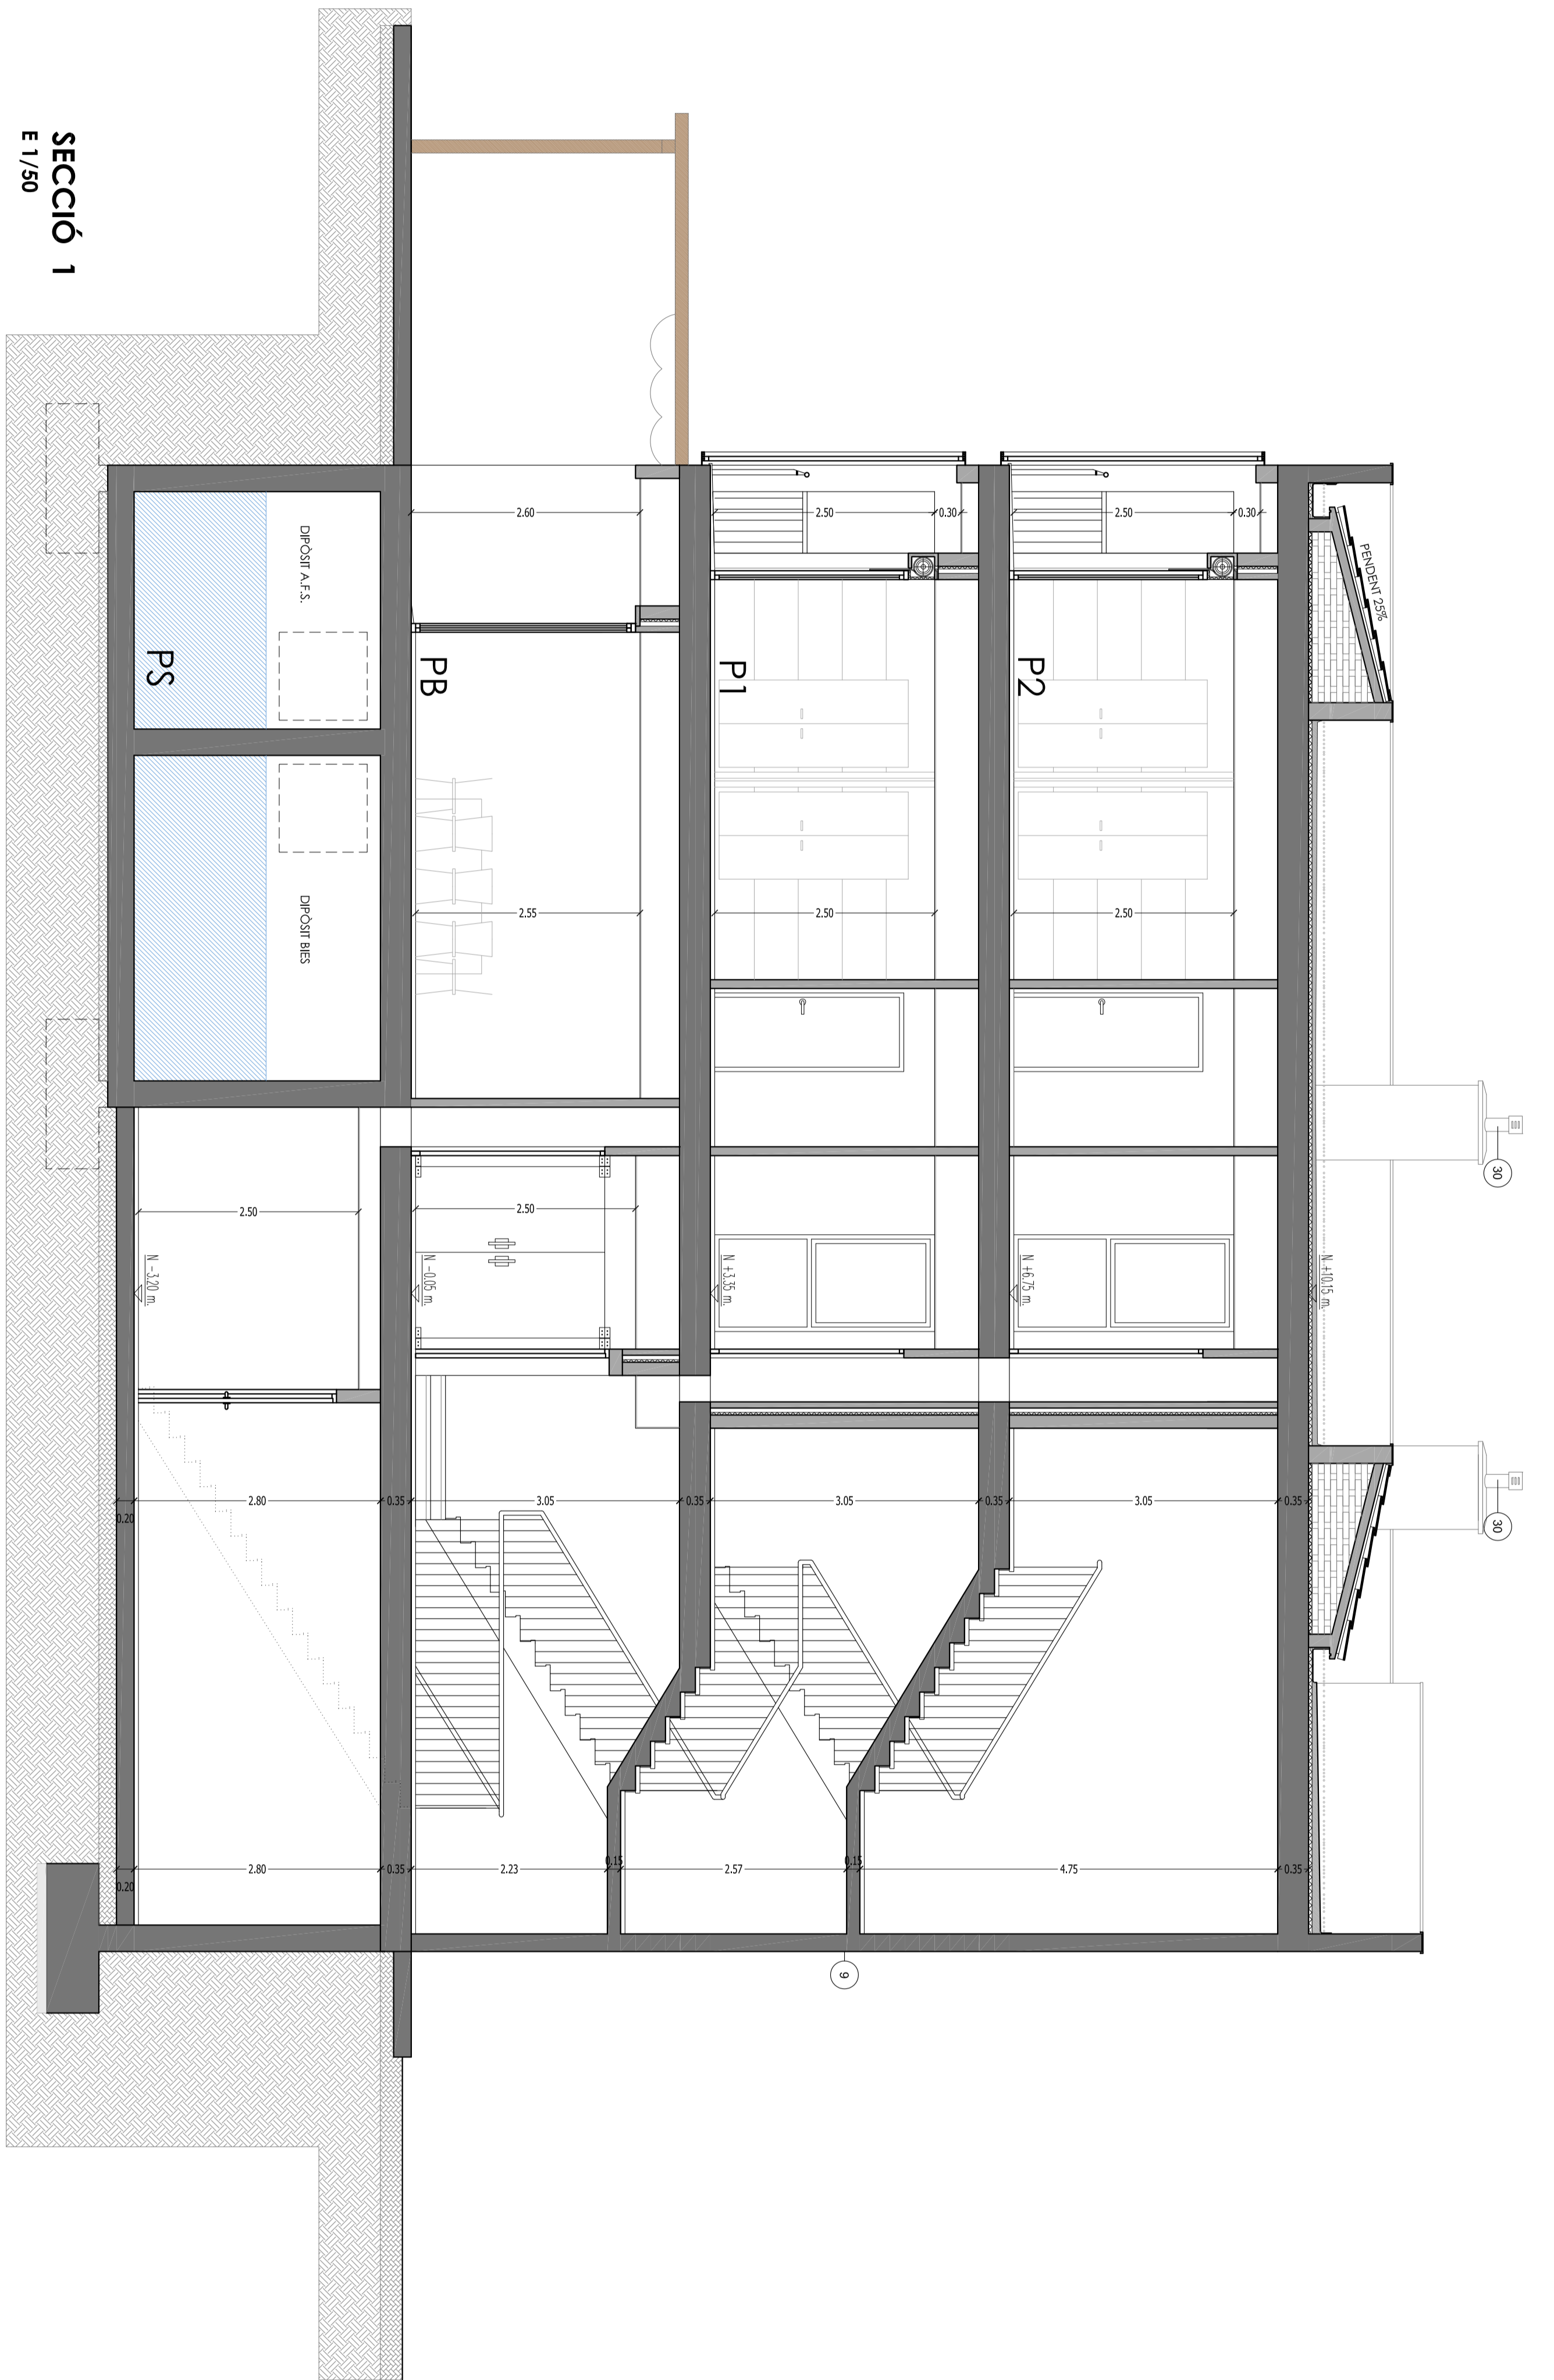 30
30
PENDENT 25%
N +10.15 m.
0.35
0.35
0.30
2.50
2.50
3.05
4.75
P2
N +6.75 m.
0.35
0.30
2.50
2.50
3.05
0.15
9
2.57
P1
N +3.35 m.
0.35
0.15
2.60
2.55
2.50
3.05
2.23
PB
N -0.05 m.
0.35
0.35
DIPÒSIT A.F.S.
DIPÒSIT BIES
2.50
2.80
2.80
PS
N -3.20 m.
0.20
0.20
SECCIÓ 1
E 1/50